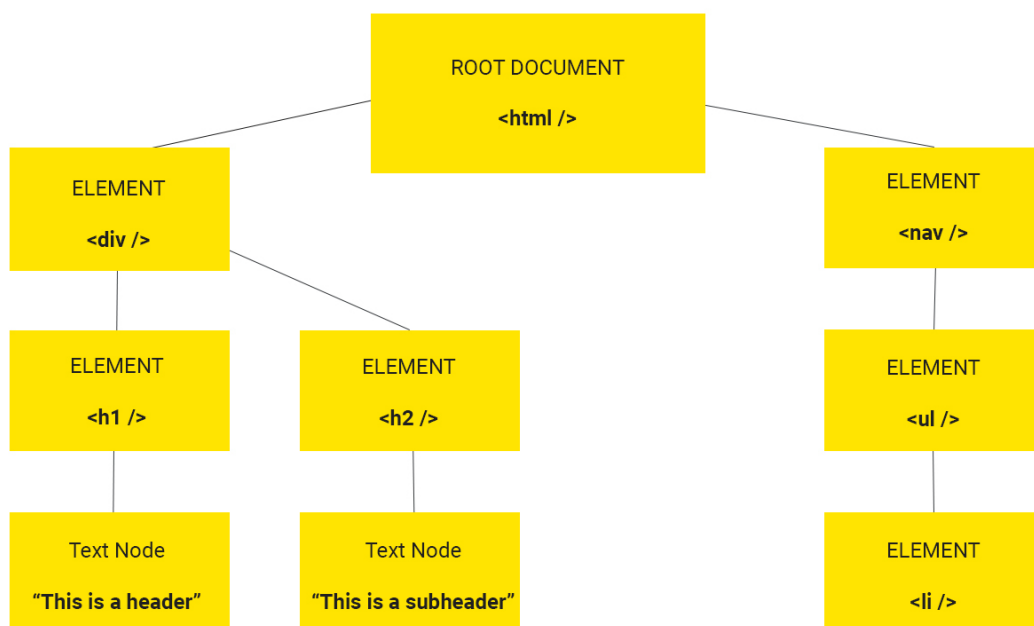 ROOT DOCUMENT
<html />
ELEMENT
<div />
ELEMENT
<nav />
ELEMENT
<h1 />
ELEMENT
<h2 />
ELEMENT
<ul />
Text Node
“This is a header”
Text Node
“This is a subheader”
ELEMENT
<li />